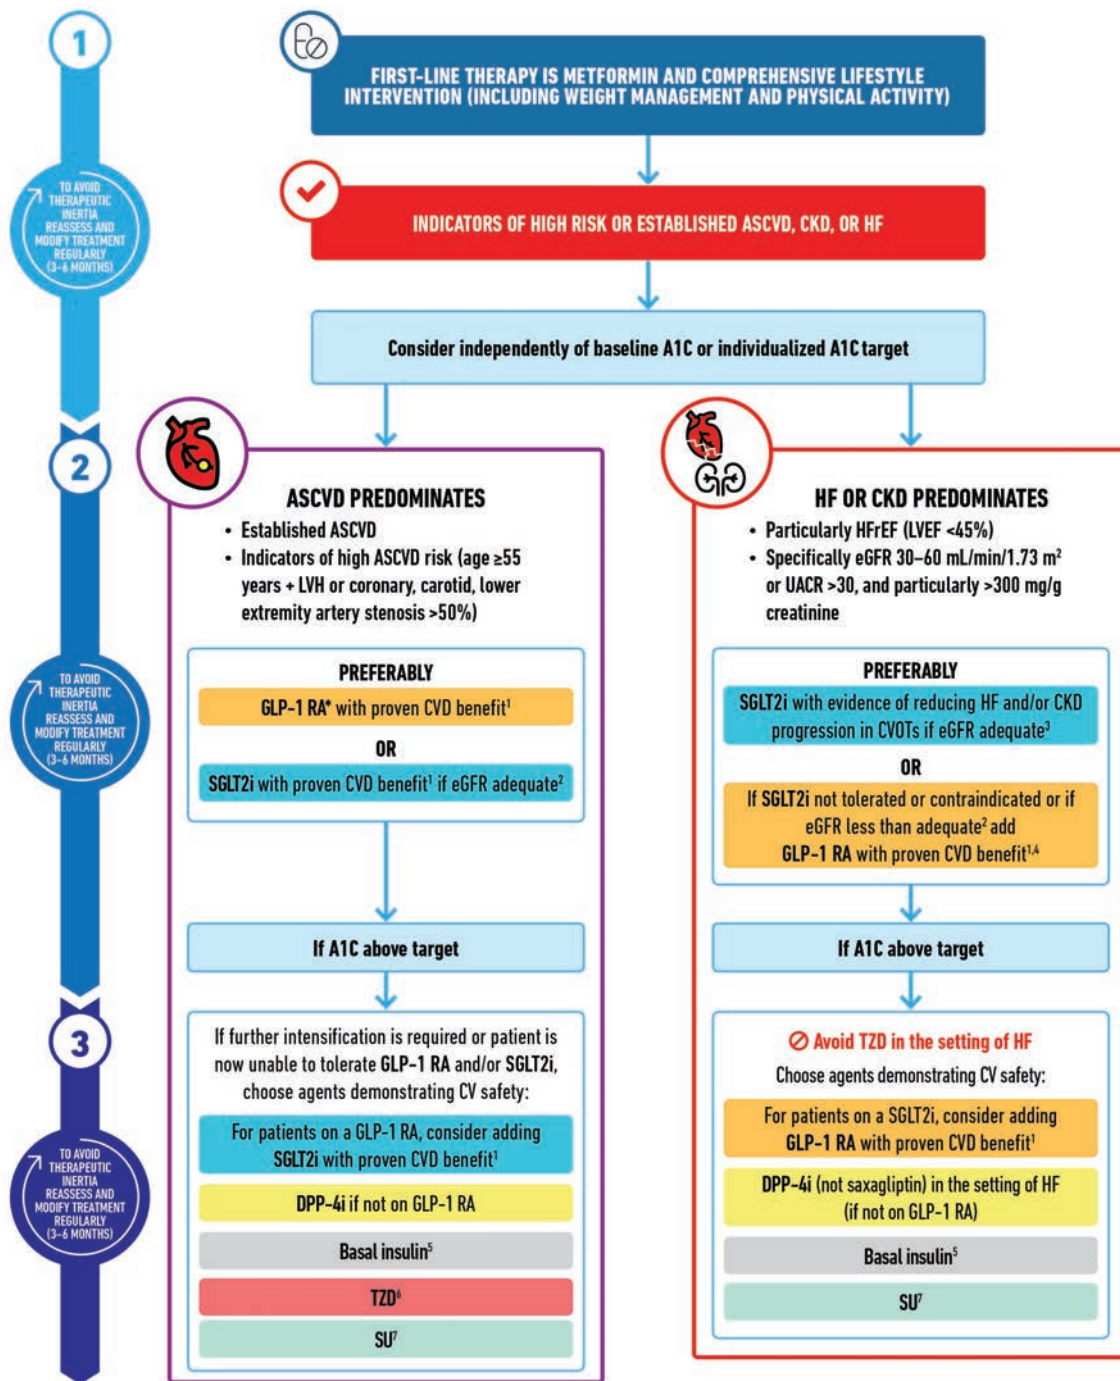 1
FIRST-LINE THERAPY IS METFORMIN AND COMPREHENSIVE LIFESTYLE
INTERVENTION (INCLUDING WEIGHT MANAGEMENT AND PHYSICAL ACTIVITY)
TO AVOID
THERAPEUTIC
INERTIA
REASSESS AND
MODIFY TREATMENT
REGULARLY
(3–6 MONTHS)
INDICATORS OF HIGH RISK OR ESTABLISHED ASCVD, CKD, OR HF
Consider independently of baseline A1C or individualized A1C target
2
ASCVD PREDOMINATES
• Established ASCVD
• Indicators of high ASCVD risk (age ≥55
years + LVH or coronary, carotid, lower
extremity artery stenosis >50%)
TO AVOID
THERAPEUTIC
INERTIA
REASSESS AND
MODIFY TREATMENT
REGULARLY
(3–6 MONTHS)
PREFERABLY
GLP-1 RA* with proven CVD benefit¹
OR
SGLT2i with proven CVD benefit¹ if eGFR adequate²
If A1C above target
3
If further intensification is required or patient is
now unable to tolerate GLP-1 RA and/or SGLT2i,
choose agents demonstrating CV safety:
TO AVOID
THERAPEUTIC
INERTIA
REASSESS AND
MODIFY TREATMENT
REGULARLY
(3–6 MONTHS)
For patients on a GLP-1 RA, consider adding
SGLT2i with proven CVD benefit¹
DPP-4i if not on GLP-1 RA
Basal insulin⁵
TZD⁶
SU⁷
HF OR CKD PREDOMINATES
• Particularly HFrEF (LVEF <45%)
• Specifically eGFR 30–60 mL/min/1.73 m²
or UACR >30, and particularly >300 mg/g
creatinine
PREFERABLY
SGLT2i with evidence of reducing HF and/or CKD
progression in CVOTs if eGFR adequate³
OR
If SGLT2i not tolerated or contraindicated or if
eGFR less than adequate² add
GLP-1 RA with proven CVD benefit¹,⁴
If A1C above target
Avoid TZD in the setting of HF
Choose agents demonstrating CV safety:
For patients on a SGLT2i, consider adding
GLP-1 RA with proven CVD benefit¹
DPP-4i (not saxagliptin) in the setting of HF
(if not on GLP-1 RA)
Basal insulin⁵
SU⁷